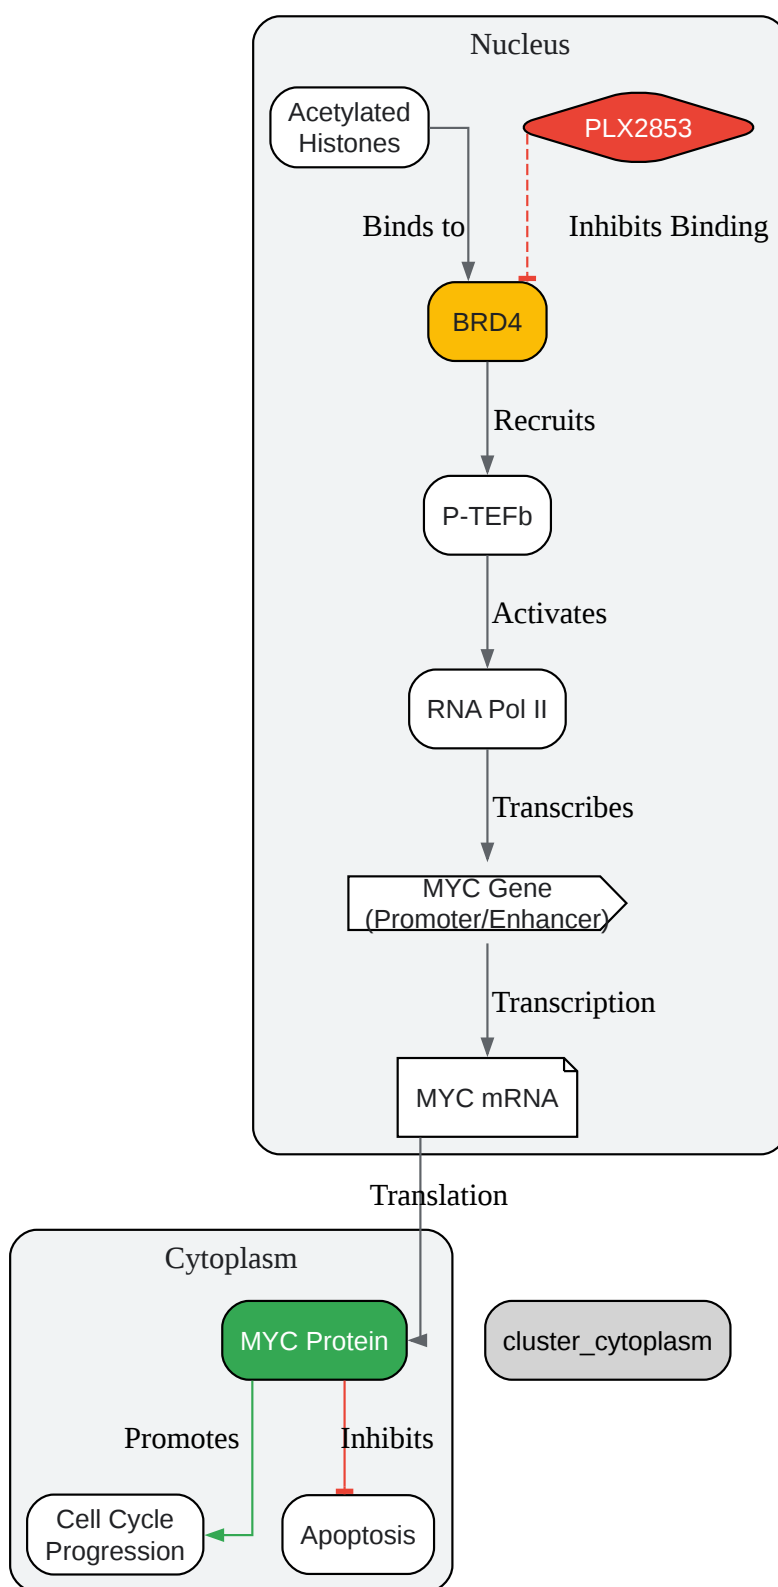 Nucleus
Acetylated
Histones
PLX2853
Binds to
Inhibits Binding
BRD4
Recruits
P-TEFb
Activates
RNA Pol II
Transcribes
MYC Gene
(Promoter/Enhancer)
Transcription
MYC mRNA
Translation
Cytoplasm
MYC Protein
cluster_cytoplasm
Promotes
Inhibits
Cell Cycle
Progression
Apoptosis